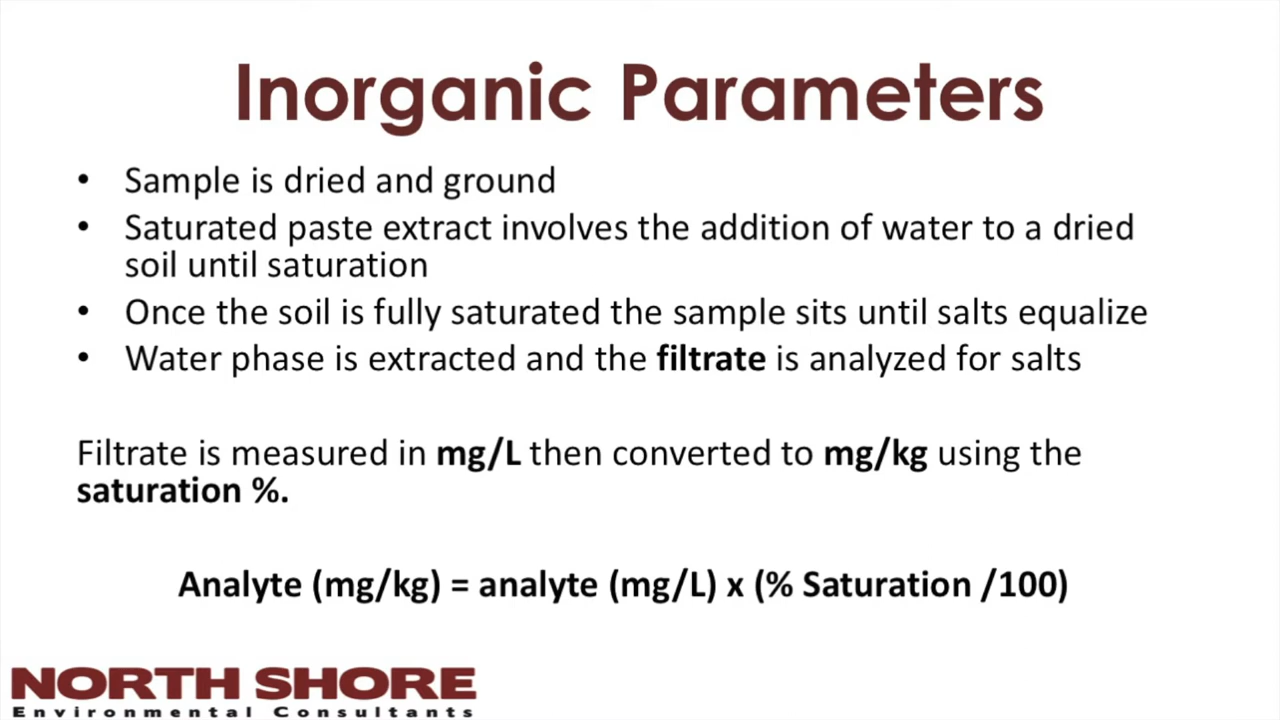 Inorganic Parameters
• Sample is dried and ground
• Saturated paste extract involves the addition of water to a dried
soil until saturation
• Once the soil is fully saturated the sample sits until salts equalize
• Water phase is extracted and the filtrate is analyzed for salts
Filtrate is measured in mg/L then converted to mg/kg using the
saturation %.
Analyte (mg/kg) = analyte (mg/L) x (% Saturation /100)
NORTH SHORE
Environmental Consultants